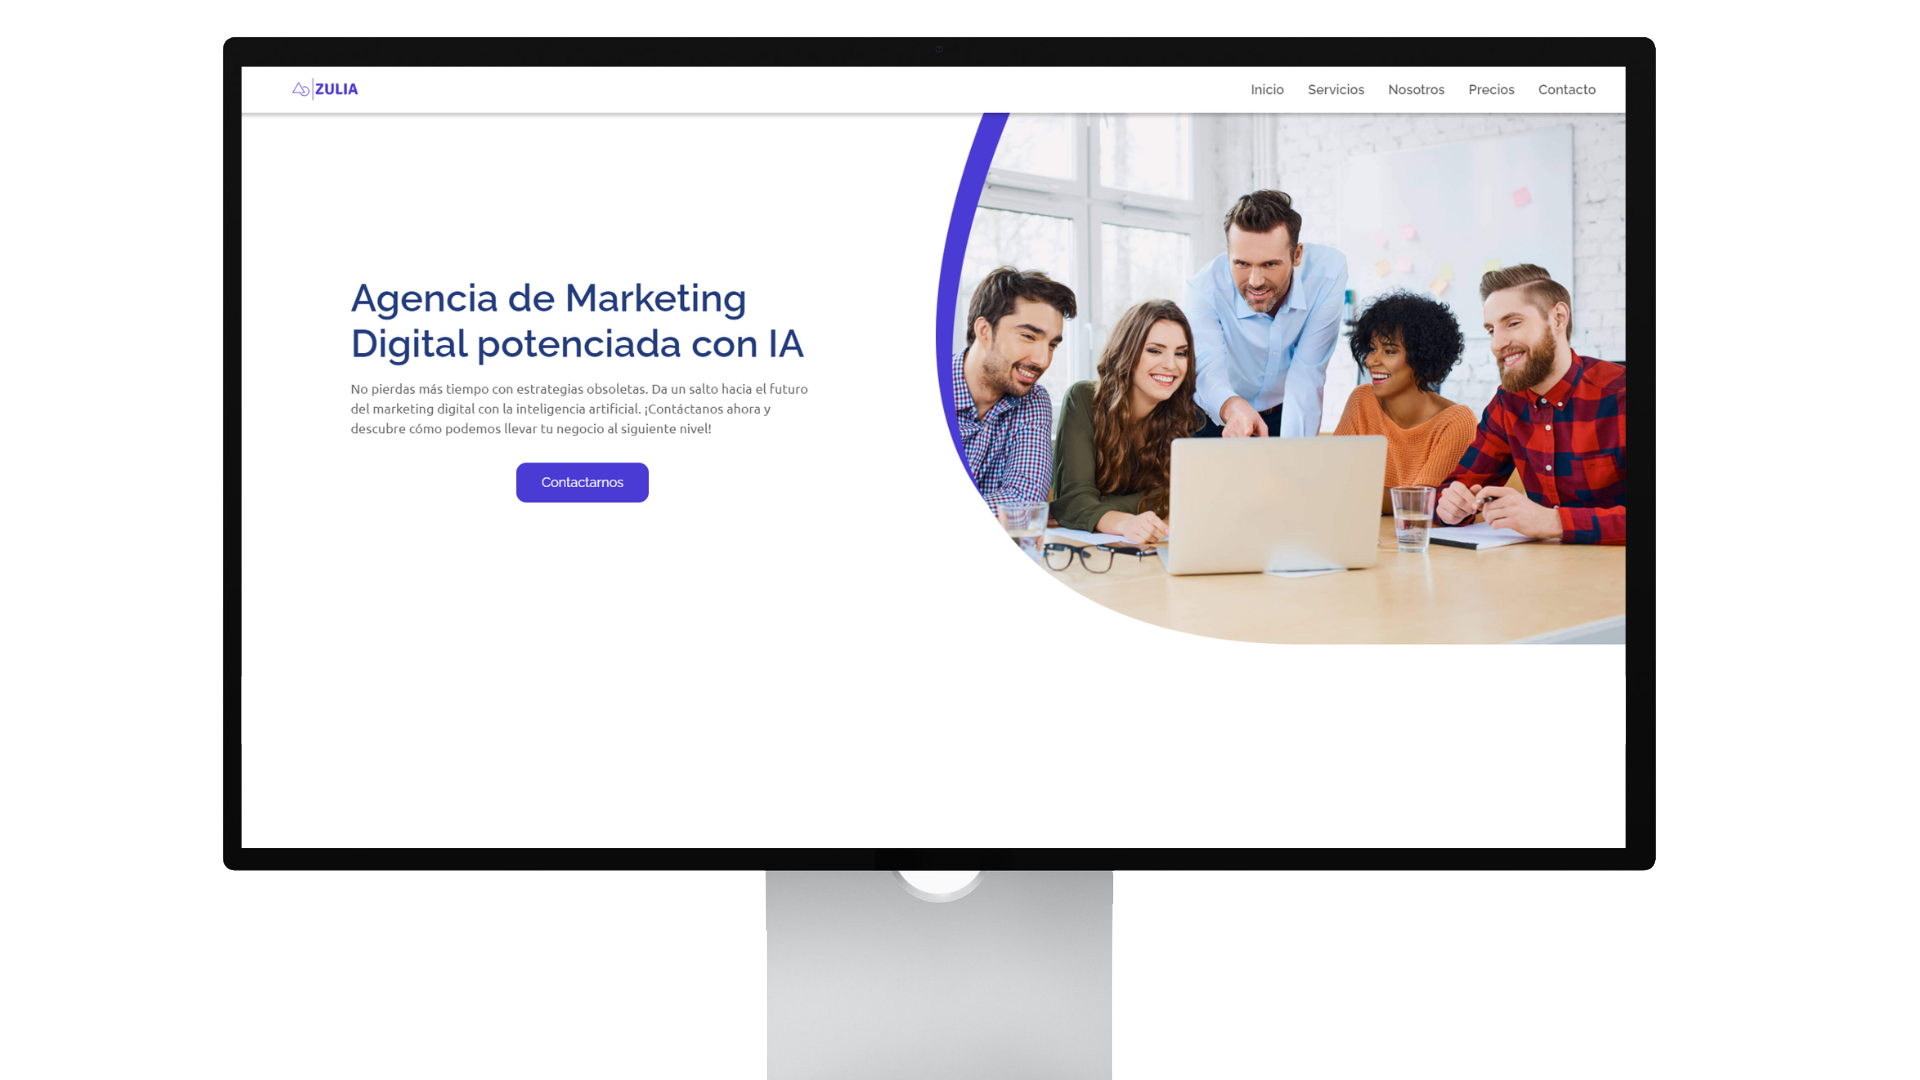 ZULIA
Inicio Servicios Nosotros Precios Contacto
Agencia de Marketing
Digital potenciada con IA
No pierdas más tiempo con estrategias obsoletas. Da un salto hacia el futuro
del marketing digital con la inteligencia artificial. ¡Contáctanos ahora y
descubre cómo podemos llevar tu negocio al siguiente nivel!
Contactarnos